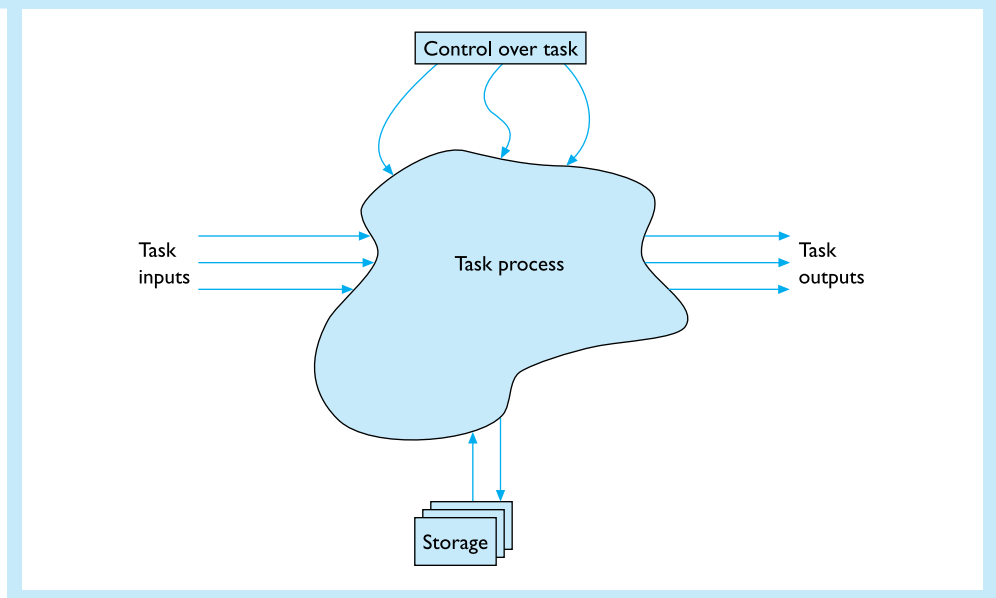 Control over task
Task
inputs
Task process
Task
outputs
Storage